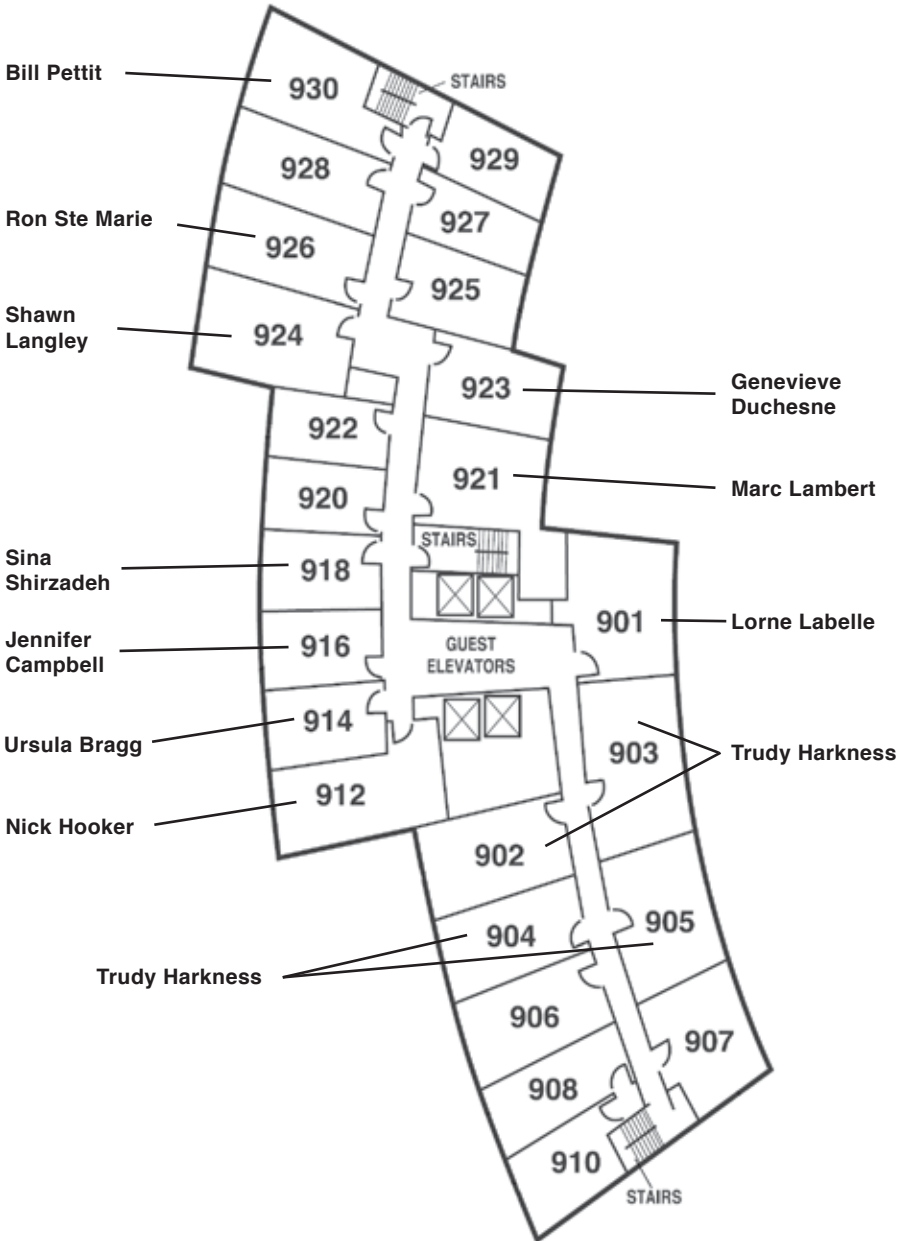 Bill Pettit
930
STAIRS
929
928
Ron Ste Marie
927
926
925
Shawn
Langley
924
923
Genevieve
Duchesne
922
921
Marc Lambert
920
STAIRS
Sina
Shirzadeh
918
901
Lorne Labelle
Jennifer
Campbell
916
GUEST
ELEVATORS
Ursula Bragg
914
903
Trudy Harkness
912
Nick Hooker
902
905
904
Trudy Harkness
906
907
908
910
STAIRS